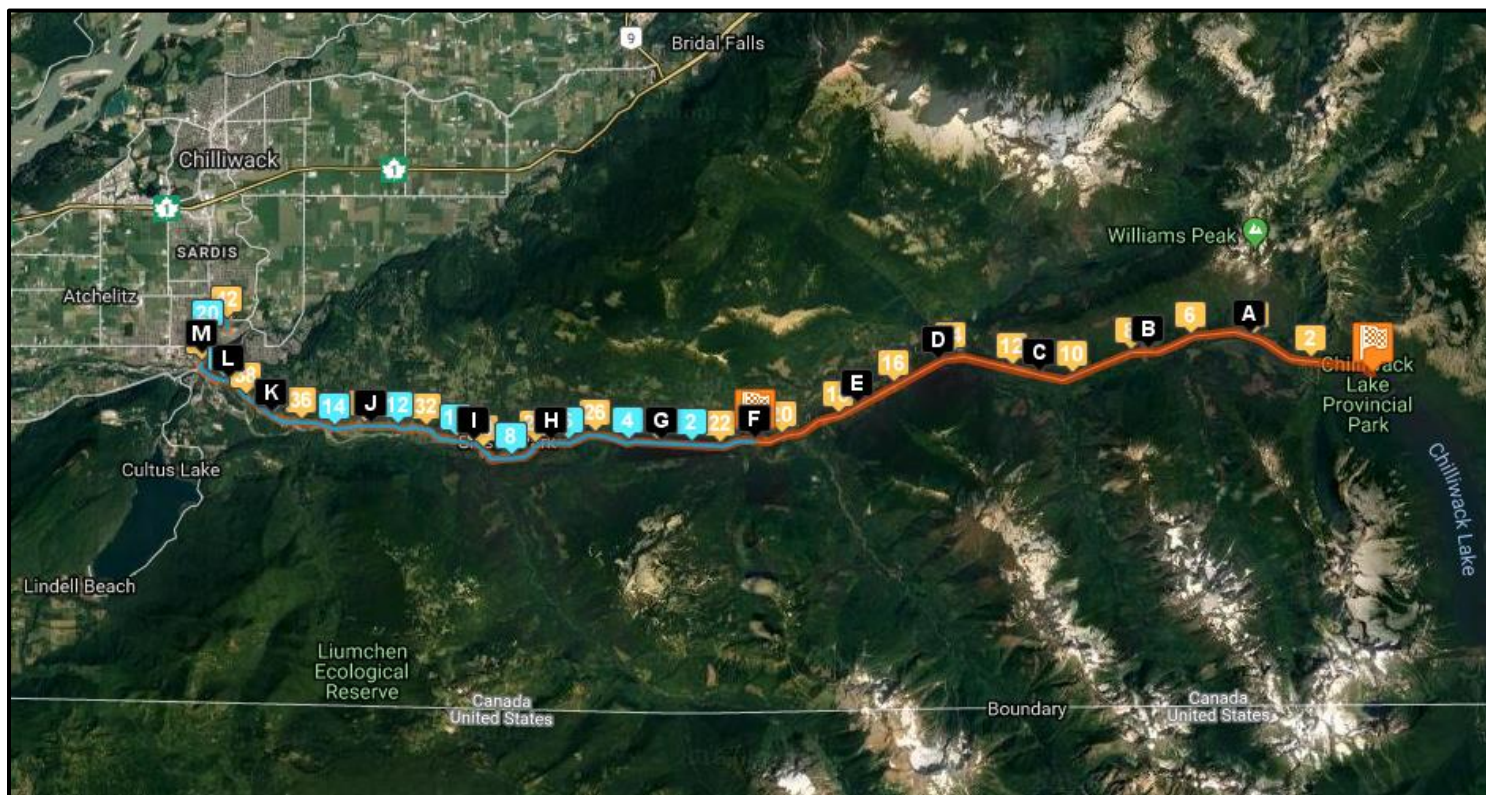 9
Bridal Falls
Chilliwack
1
1
SARDIS
Williams Peak
Atchelitz
42
20
M
L
38
K
36
14
J
12
32
I
8
H
26
4
G
2
22
F
20
E
16
D
12
C
10
B
6
A
2
Lake
Provincial
Park
Chilliwack Lake
Cultus Lake
Lindell Beach
Liumchen
Ecological
Reserve
Canada
United States
Boundary
Canada
United States